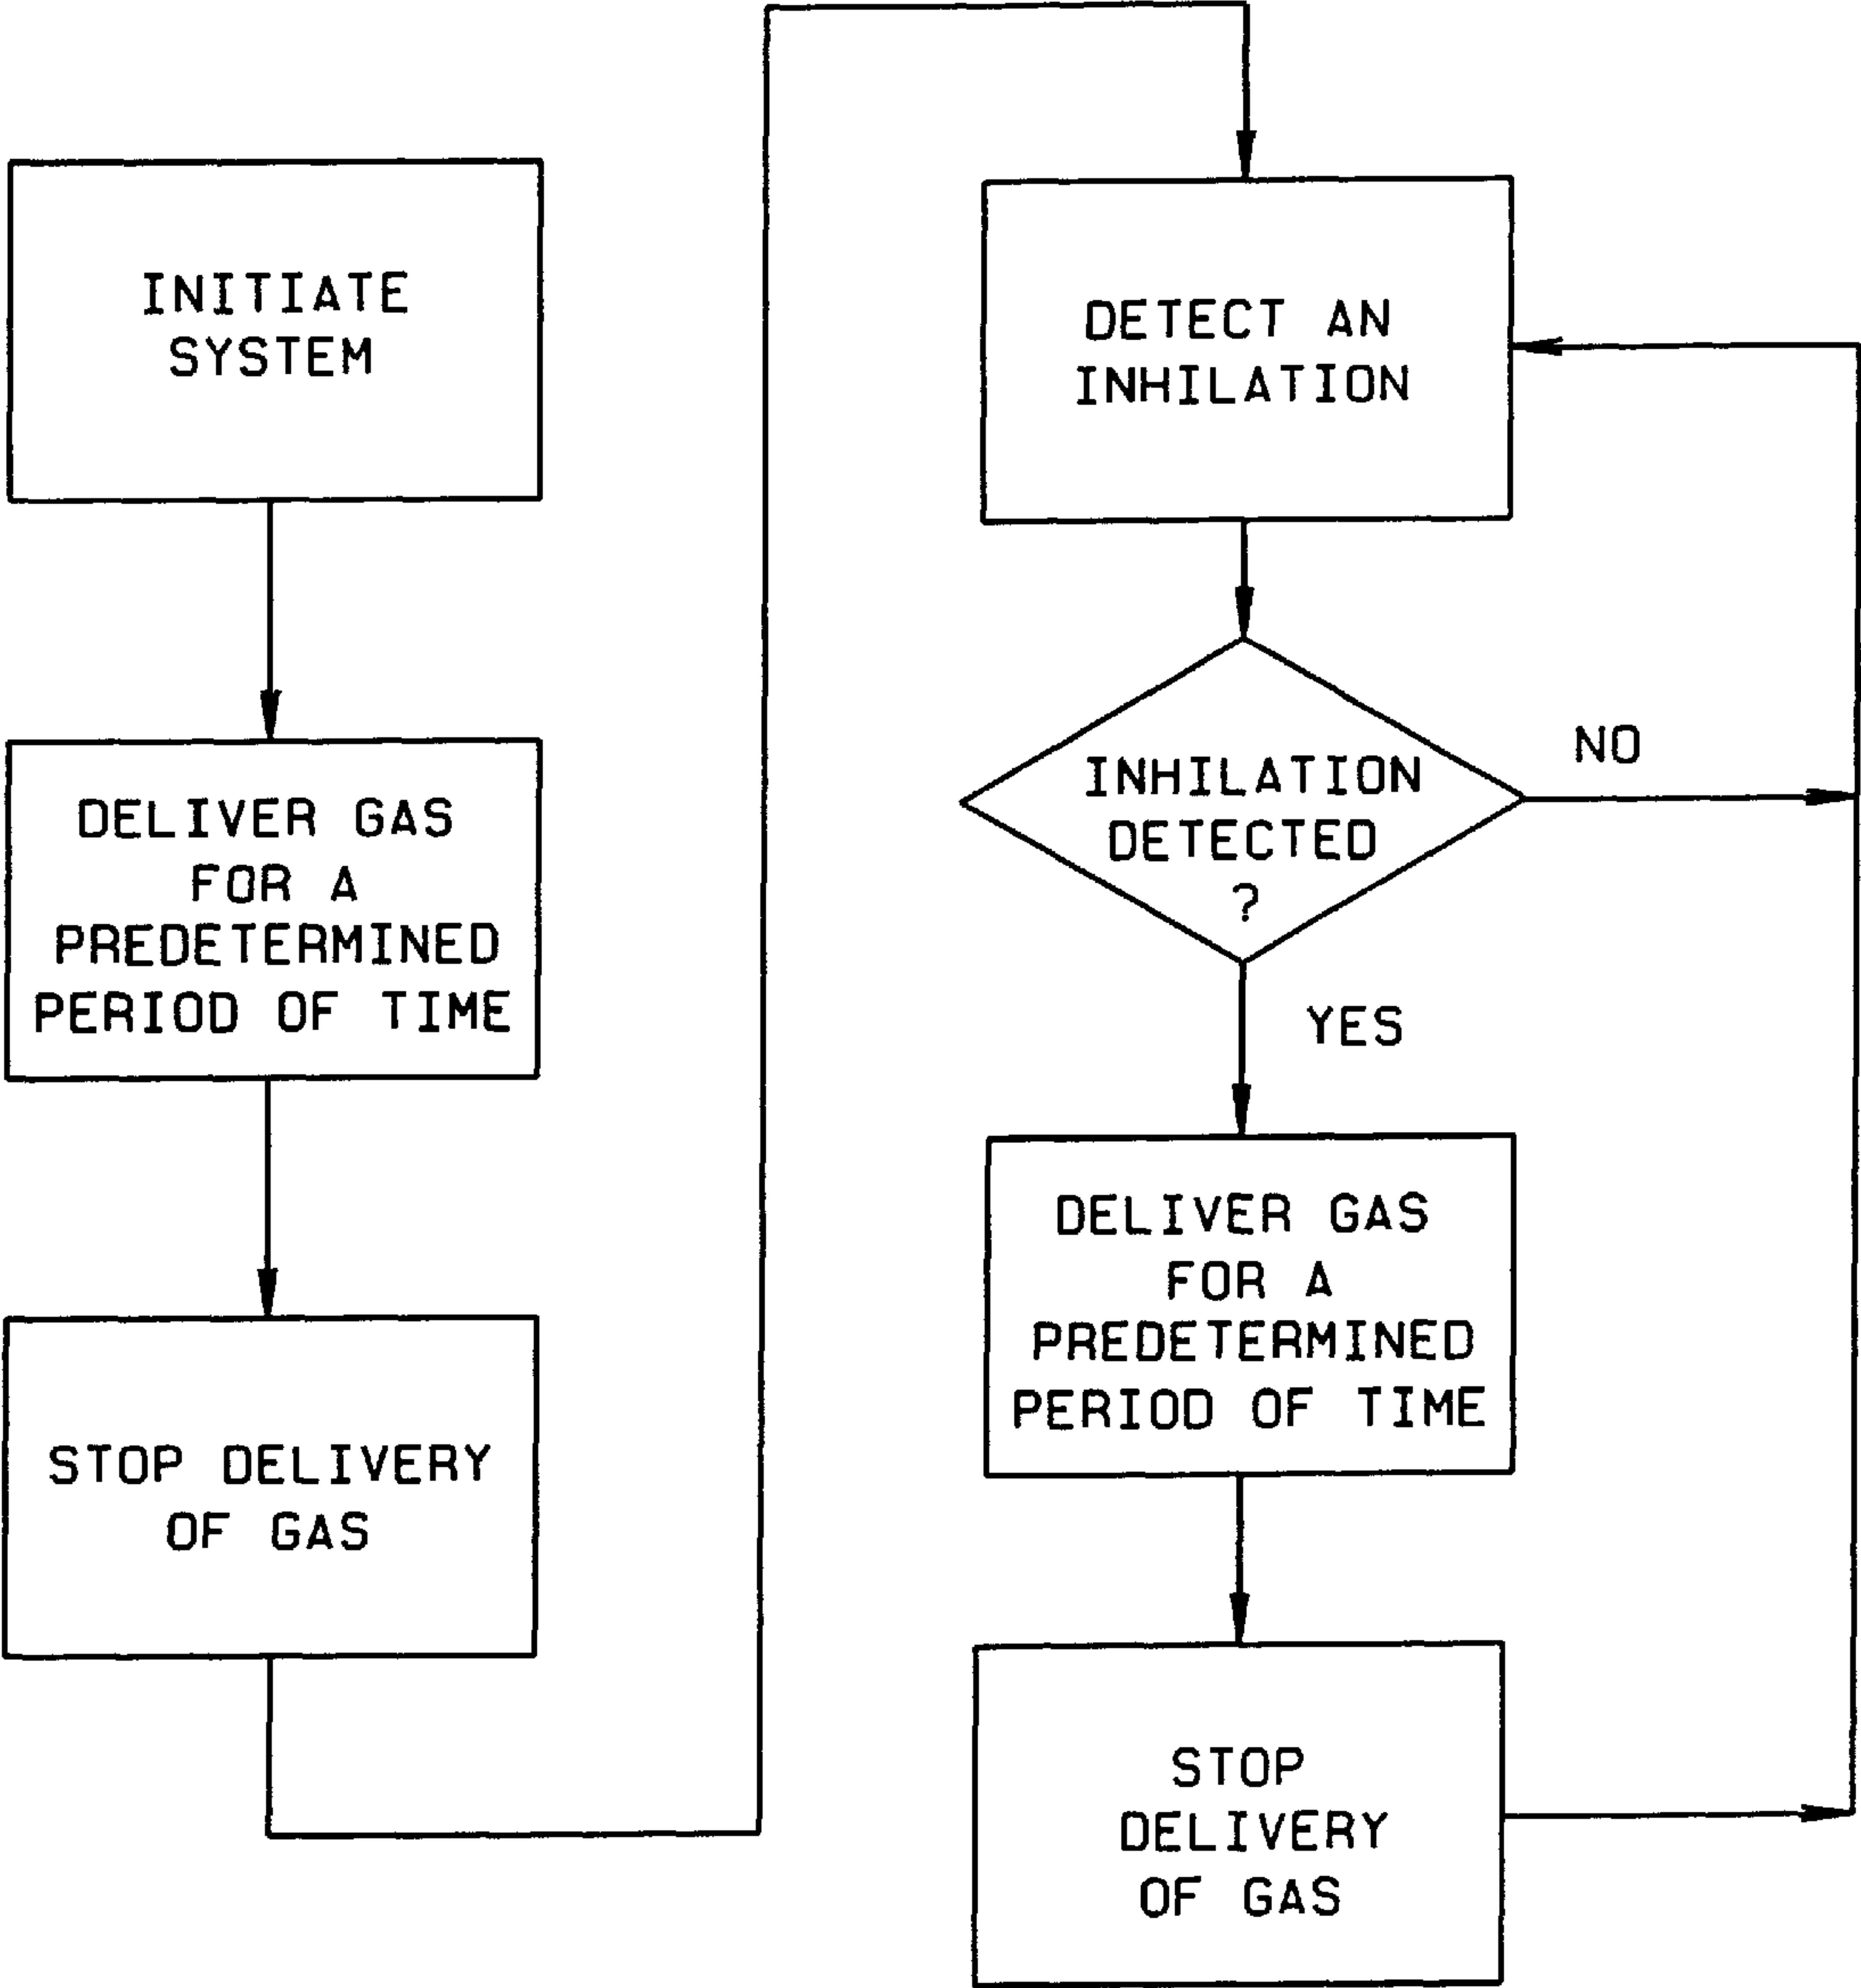 INITIATE
SYSTEM
DELIVER GAS
FOR A
PREDETERMINED
PERIOD OF TIME
STOP DELIVERY
OF GAS
DETECT AN
INHILATION
INHILATION
DETECTED
?
NO
YES
DELIVER GAS
FOR A
PREDETERMINED
PERIOD OF TIME
STOP
DELIVERY
OF GAS